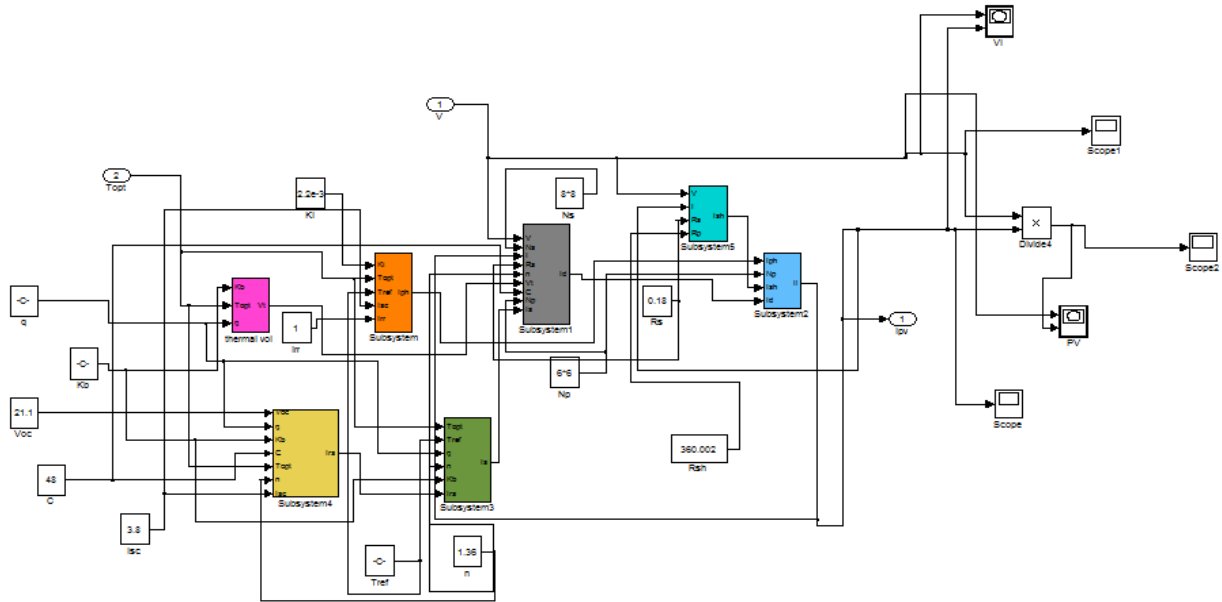 VI
1
V
Scope1
2
Topt
2.2e-3
Ki
8*8
Ns
V
I
Rs
Rp
Ish
Subsystem5
×
Divide4
Scope2
V
Ns
I
Rs
n
Vt
C
Np
Is
Id
Subsystem1
Ki
Topt
Tref
Isc
Irr
Iph
Subsystem
Iph
Np
Ish
Id
Subsystem2
Kb
Topt
q
Vt
thermal vol
-C-
q
1
Irr
0.18
Rs
1
Ipv
PV
-C-
Kb
6*6
Np
21.1
Voc
Voc
q
Kb
C
Topt
n
Isc
Irs
Subsystem4
Topt
Tref
q
n
Kb
Irs
Is
Subsystem3
Scope
360.002
Rsh
48
C
3.8
Isc
-C-
Tref
1.36
n